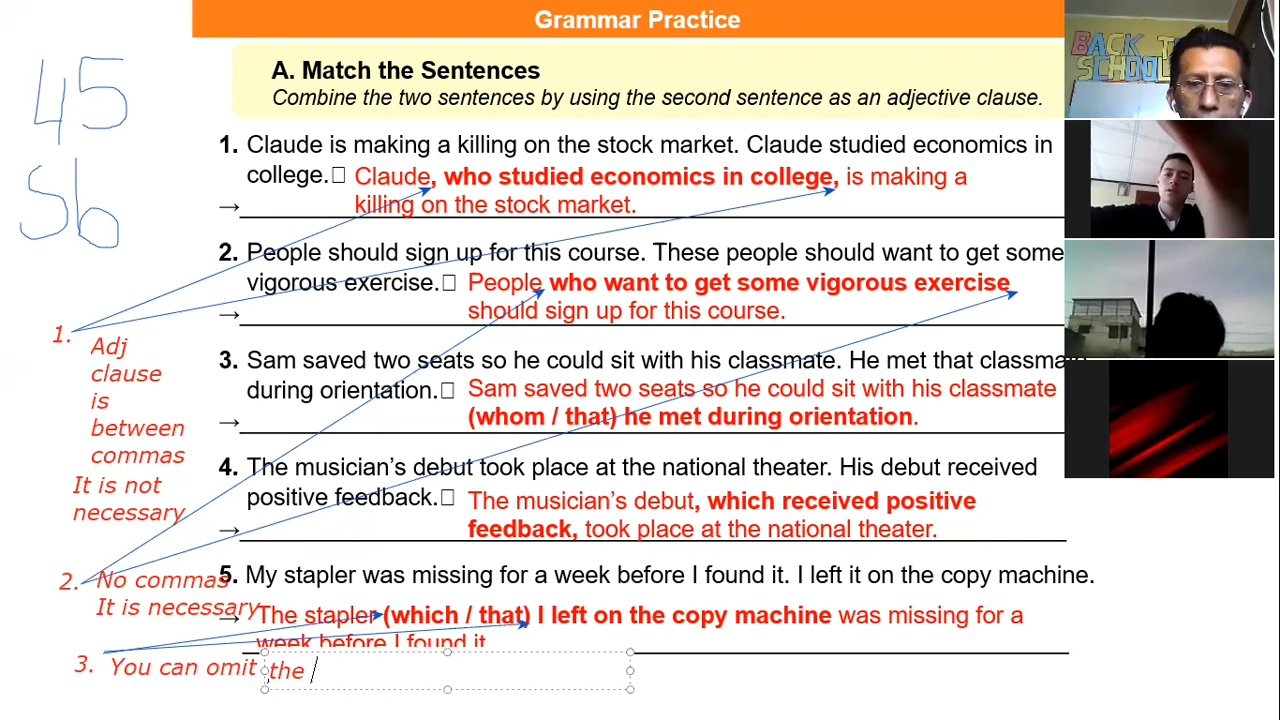 Grammar Practice
A. Match the Sentences
Combine the two sentences by using the second sentence as an adjective clause.
45
56
1. Claude is making a killing on the stock market. Claude studied economics in
college.
Claude, who studied economics in college, is making a
killing on the stock market.
→
2. People should sign up for this course. These people should want to get some
vigorous exercise.
People who want to get some vigorous exercise
should sign up for this course.
→
3. Sam saved two seats so he could sit with his classmate. He met that classmate
during orientation.
Sam saved two seats so he could sit with his classmate
(whom / that) he met during orientation.
→
4. The musician’s debut took place at the national theater. His debut received
positive feedback.
The musician’s debut, which received positive
feedback, took place at the national theater.
→
5. My stapler was missing for a week before I found it. I left it on the copy machine.
→ The stapler (which / that) I left on the copy machine was missing for a
week before I found it
1. Adj
clause
is
between
commas
It is not
necessary
2. No commas
It is necessary
3. You can omit the
BACK T
SCHOOL